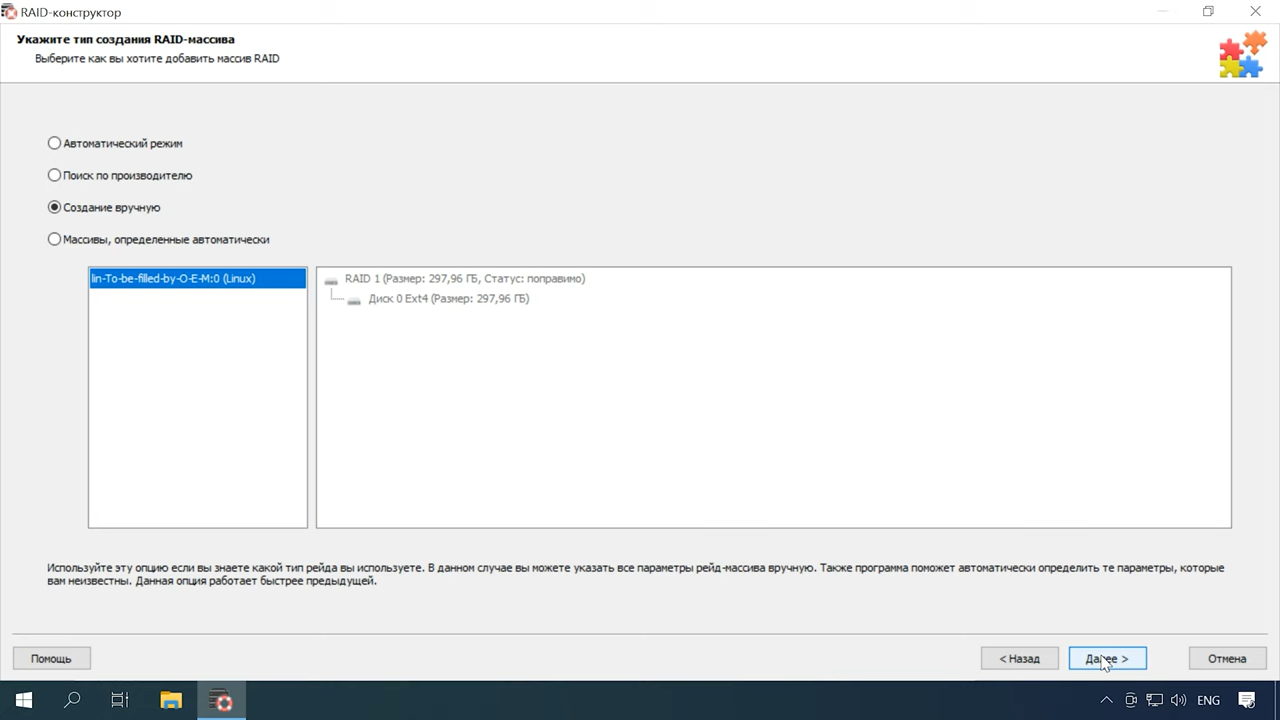 RAID-конструктор
Укажите тип создания RAID-массива
Выберите как вы хотите добавить массив RAID
Автоматический режим
Поиск по производителю
Создание вручную
Массивы, определенные автоматически
lin-To-be-filled-by-O-E-M:0 (Linux)
RAID 1 (Размер: 297,96 ГБ, Статус: поправимо)
Диск 0 Ext4 (Размер: 297,96 ГБ)
Используйте эту опцию если вы знаете какой тип рейда вы используете. В данном случае вы можете указать все параметры рейд-массива вручную. Также программа поможет автоматически определить те параметры, которые
вам неизвестны. Данная опция работает быстрее предыдущей.
Помощь
< Назад
Далее >
Отмена
ENG